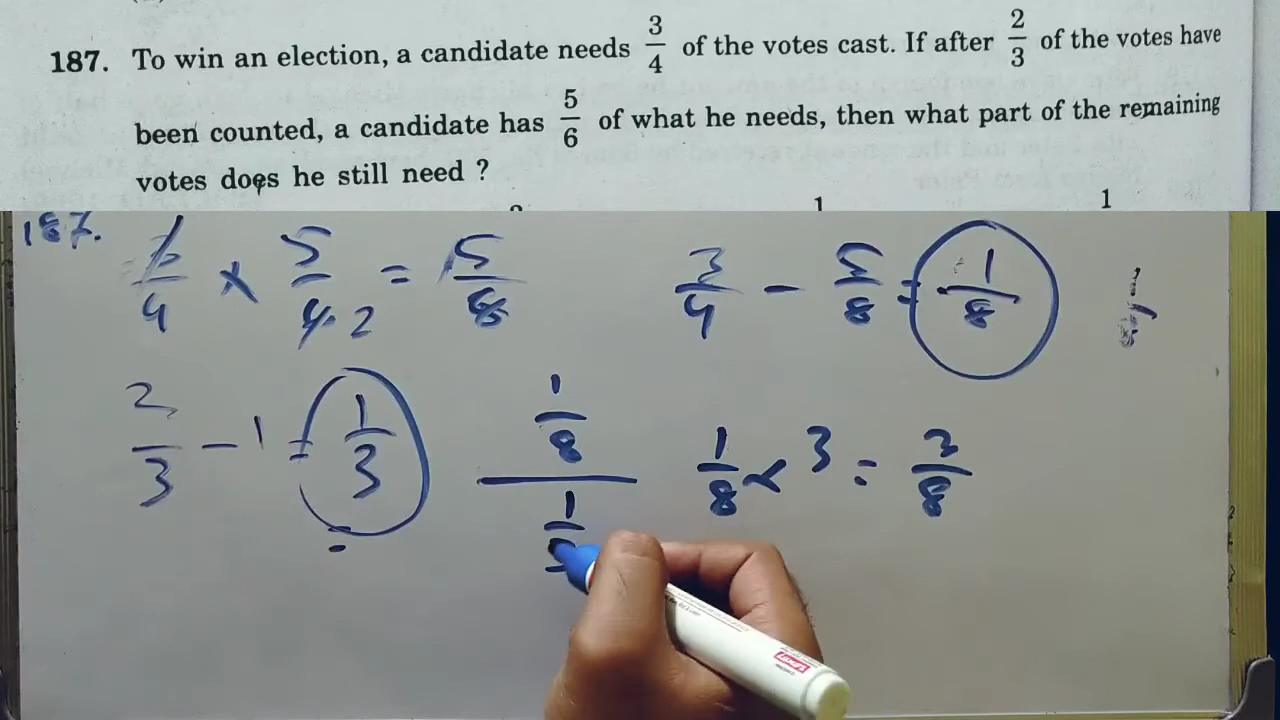 187. To win an election, a candidate needs 3/4 of the votes cast. If after 2/3 of the votes have
been counted, a candidate has 5/6 of what he needs, then what part of the remaining
votes does he still need ?
1 1
187. 3/4 × 5/6 2 = 5/8 3/4 - 5/8 = 1/8
2/3 - 1 = 1/3 1/8 / 1/3 1/8 × 3 = 3/8